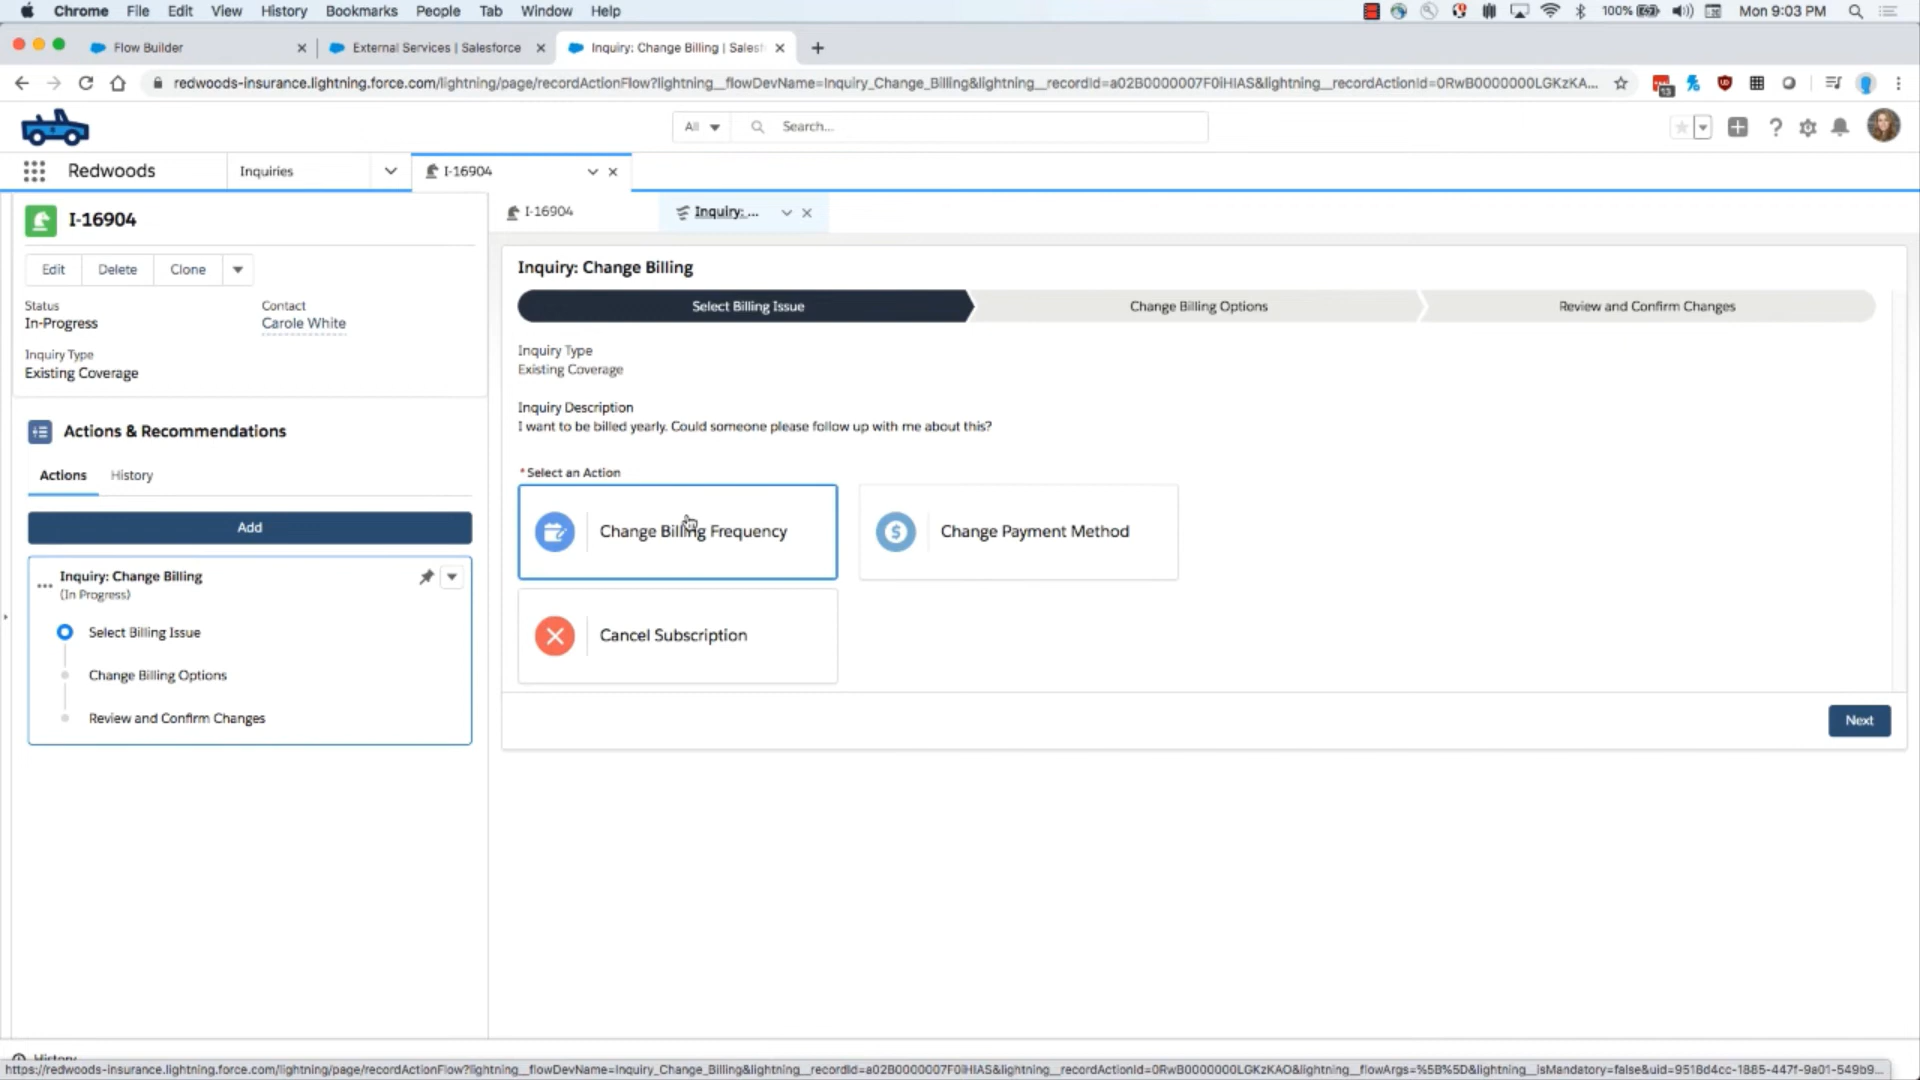 Chrome File Edit View History Bookmarks People Tab Window Help 100% Mon 9:03 PM
Flow Builder External Services | Salesforce Inquiry: Change Billing | Salesf
redwoods-insurance.lightning.force.com/lightning/page/recordActionFlow?lightning__flowDevName=Inquiry_Change_Billing&lightning__recordId=a02B0000007F0iHIAS&lightning__recordActionId=0RwB0000000LGKzKA... 13
All Search...
Redwoods Inquiries I-16904
I-16904
Edit Delete Clone
Status
In-Progress
Contact
Carole White
Inquiry Type
Existing Coverage
Actions & Recommendations
Actions History
Add
Inquiry: Change Billing
(In Progress)
Select Billing Issue
Change Billing Options
Review and Confirm Changes
I-16904 Inquiry: ...
Inquiry: Change Billing
Select Billing Issue Change Billing Options Review and Confirm Changes
Inquiry Type
Existing Coverage
Inquiry Description
I want to be billed yearly. Could someone please follow up with me about this?
*Select an Action
Change Billing Frequency
Change Payment Method
Cancel Subscription
Next
History
https://redwoods-insurance.lightning.force.com/lightning/page/recordActionFlow?lightning__flowDevName=Inquiry_Change_Billing&lightning__recordId=a02B0000007F0iHIAS&lightning__recordActionId=0RwB0000000LGKzKAO&lightning__flowArgs=%5B%5D&lightning__isMandatory=false&uid=9518d4cc-1885-447f-9a01-549b9...